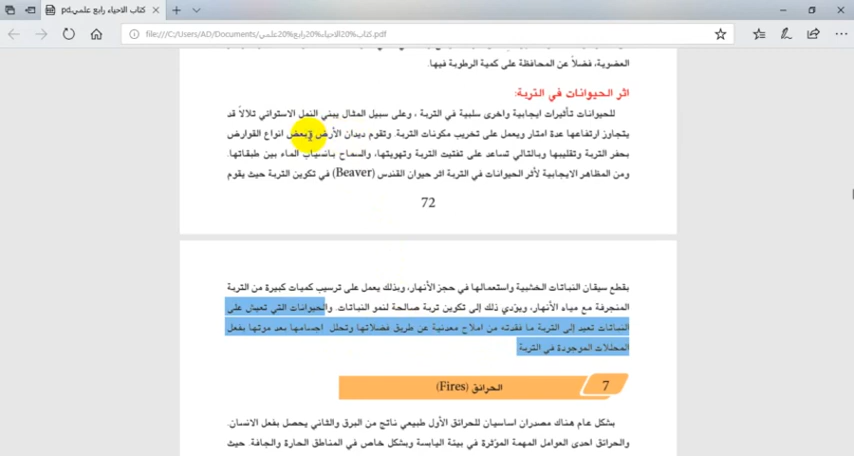 كتاب الاحياء رابع علمي.pd
file:///C:/Users/AD/Documents/كتاب%20الاحياء%20رابع%20علمي.pdf
العضوية، فضلاً عن المحافظة على كمية الرطوبة فيها.
اثر الحيوانات في التربة:
للحيوانات تأثيرات ايجابية واخرى سلبية في التربة ، وعلى سبيل المثال يبني النمل الاستوائي تلالاً قد
يتجاوز ارتفاعها عدة امتار ويعمل على تخريب مكونات التربة. وتقوم ديدان الأرض وبعض انواع القوارض
بحفر التربة وتقليبها وبالتالي تساعد على تفتيت التربة وتهويتها، والسماح بانسياب الماء بين طبقاتها.
ومن المظاهر الايجابية لأثر الحيوانات في التربة اثر حيوان القندس (Beaver) في تكوين التربة حيث يقوم
72
بقطع سيقان النباتات الخشبية واستعمالها في حجز الأنهار، وبذلك يعمل على ترسيب كميات كبيرة من التربة
المنجرفة مع مياه الأنهار، ويؤدي ذلك إلى تكوين تربة صالحة لنمو النباتات. والحيوانات التي تعيش على
النباتات تعيد إلى التربة ما فقدته من املاح معدنية عن طريق فضلاتها وتحلل اجسامها بعد موتها بفعل
المحللات الموجودة في التربة
7 الحرائق (Fires)
بشكل عام هناك مصدران اساسيان للحرائق الأول طبيعي ناتج من البرق والثاني يحصل بفعل الانسان.
والحرائق احدى العوامل المهمة المؤثرة في بيئة اليابسة وبشكل خاص في المناطق الحارة والجافة. حيث